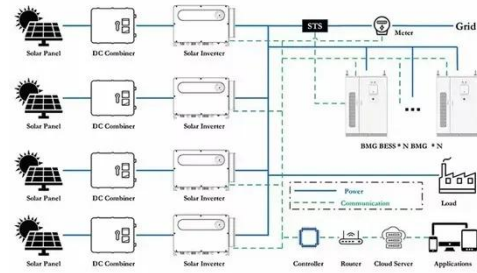 STS
Meter
Grid
Solar Panel
DC Combiner
Solar Inverter
Solar Panel
DC Combiner
Solar Inverter
BMG BESS * N BMG * N
Solar Panel
DC Combiner
Solar Inverter
Power
Communication
Load
Solar Panel
DC Combiner
Solar Inverter
Controller
Router
Cloud Server
Applications